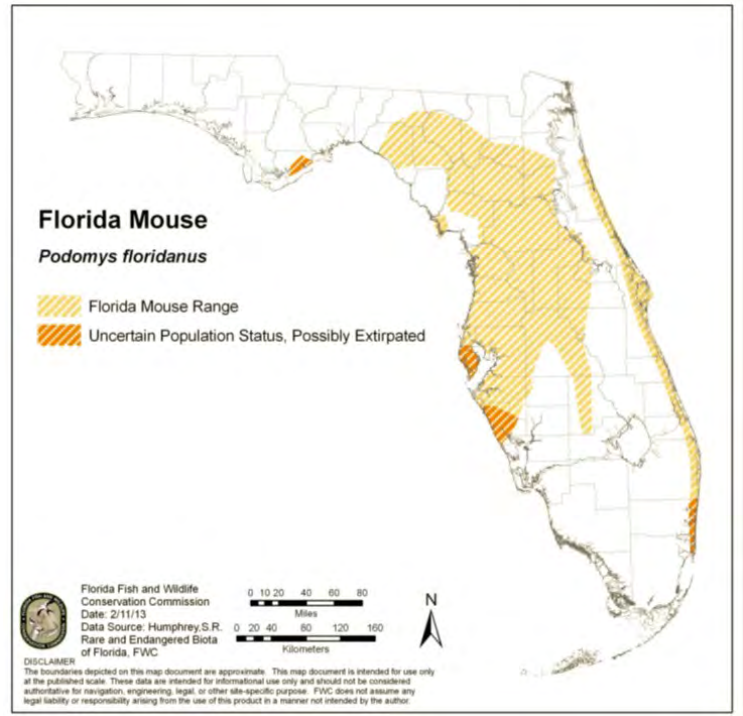 Florida Mouse
Podomys floridanus
Florida Mouse Range
Uncertain Population Status, Possibly Extirpated
Florida Fish and Wildlife
Conservation Commission
Date: 2/11/13
Data Source: Humphrey,S.R.
Rare and Endangered Biota
of Florida, FWC
0 10 20 40 60 80
Miles
0 20 40 80 120 160
Kilometers
N
DISCLAIMER
The boundaries depicted on this map document are approximate. This map document is intended for use only
at the published scale. These data are intended for informational use only and should not be considered
authoritative for navigation, engineering, legal, or other site-specific purpose. FWC does not assume any
legal liability or responsibility arising from the use of this product in a manner not intended by the author.